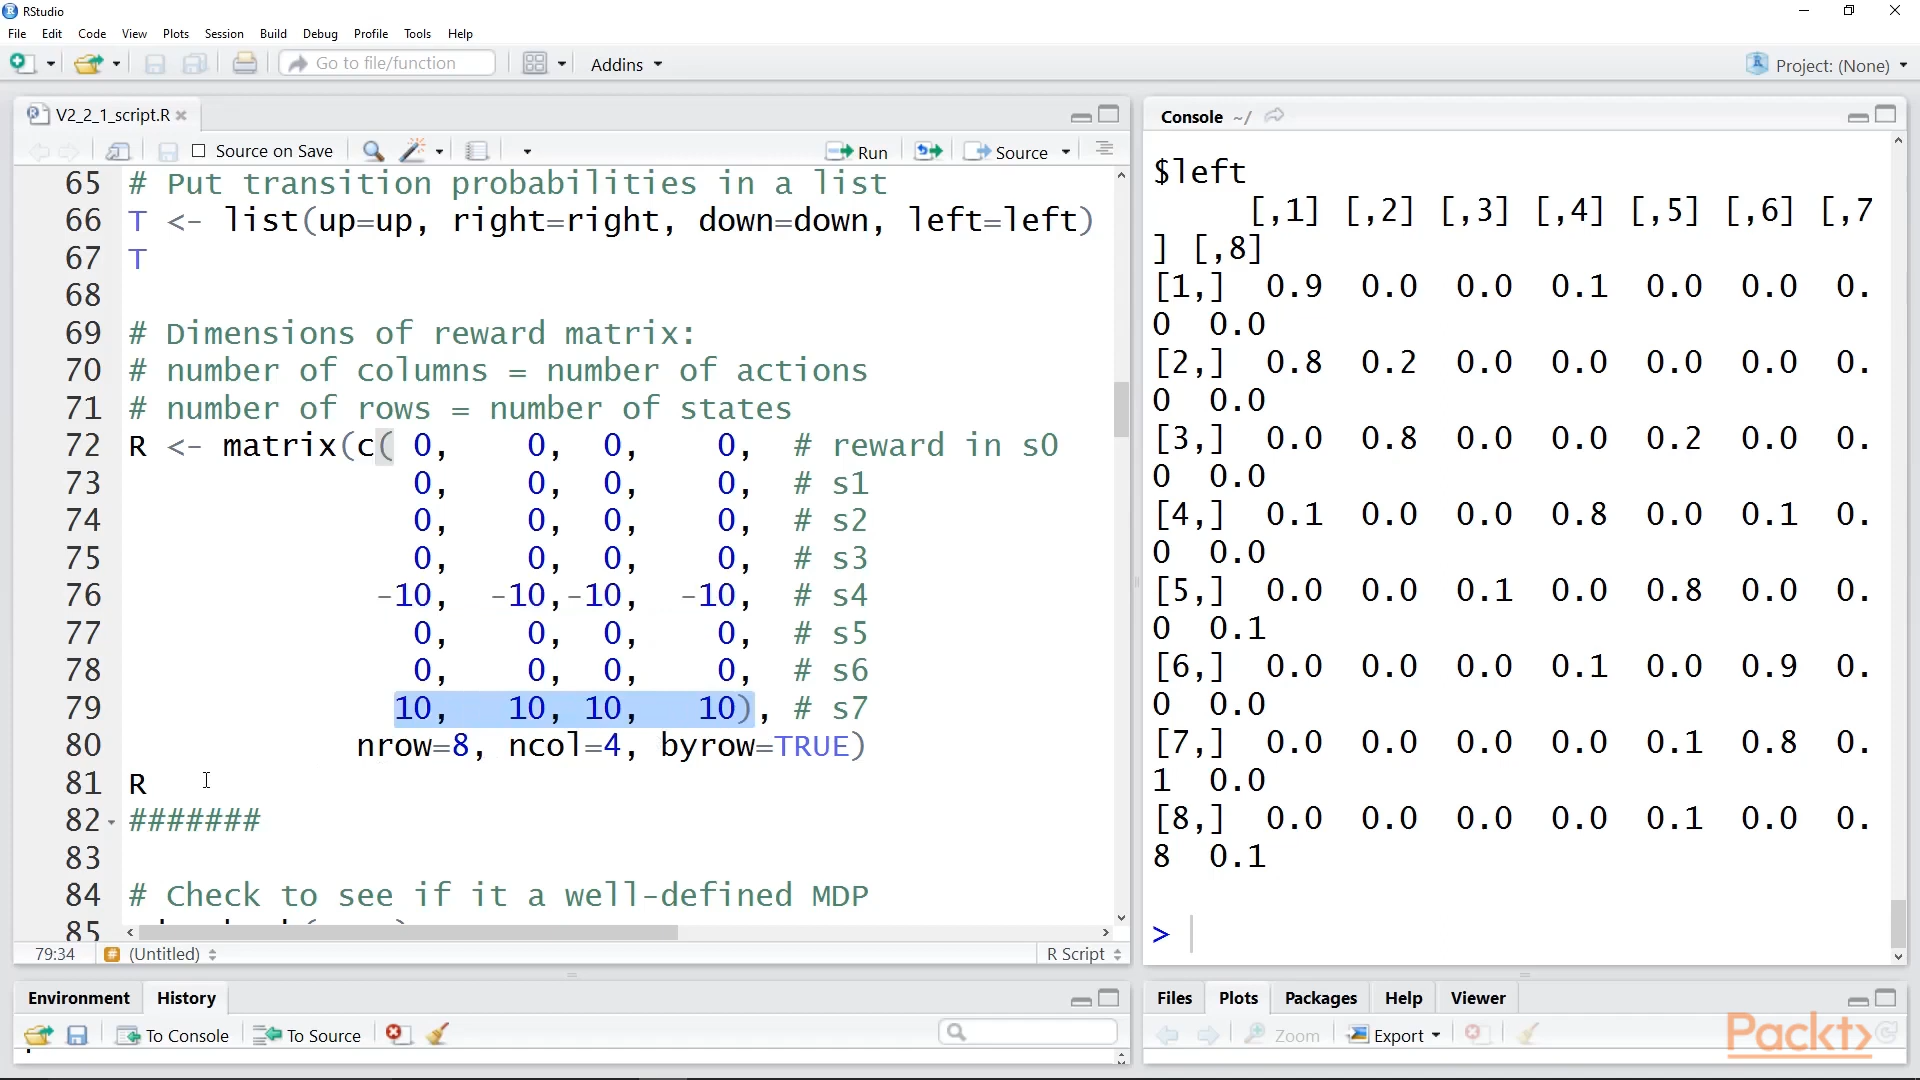 RStudio
File Edit Code View Plots Session Build Debug Profile Tools Help
Go to file/function Addins Project: (None)
V2_2_1_script.R
Source on Save Run Source
65 # Put transition probabilities in a list
66 T <- list(up=up, right=right, down=down, left=left)
67 T
68
69 # Dimensions of reward matrix:
70 # number of columns = number of actions
71 # number of rows = number of states
72 R <- matrix(c( 0, 0, 0, 0, # reward in s0
73 0, 0, 0, 0, # s1
74 0, 0, 0, 0, # s2
75 0, 0, 0, 0, # s3
76 -10, -10,-10, -10, # s4
77 0, 0, 0, 0, # s5
78 0, 0, 0, 0, # s6
79 10, 10, 10, 10), # s7
80 nrow=8, ncol=4, byrow=TRUE)
81 R
82 #######
83
84 # Check to see if it a well-defined MDP
85
79:34 (Untitled) R Script
Console ~/
$left
[,1] [,2] [,3] [,4] [,5] [,6] [,7
] [,8]
[1,] 0.9 0.0 0.0 0.1 0.0 0.0 0.
0 0.0
[2,] 0.8 0.2 0.0 0.0 0.0 0.0 0.
0 0.0
[3,] 0.0 0.8 0.0 0.0 0.2 0.0 0.
0 0.0
[4,] 0.1 0.0 0.0 0.8 0.0 0.1 0.
0 0.0
[5,] 0.0 0.0 0.1 0.0 0.8 0.0 0.
0 0.1
[6,] 0.0 0.0 0.0 0.1 0.0 0.9 0.
0 0.0
[7,] 0.0 0.0 0.0 0.0 0.1 0.8 0.
1 0.0
[8,] 0.0 0.0 0.0 0.0 0.1 0.0 0.
8 0.1
>
Environment History
To Console To Source
Files Plots Packages Help Viewer
Zoom Export
Packt>